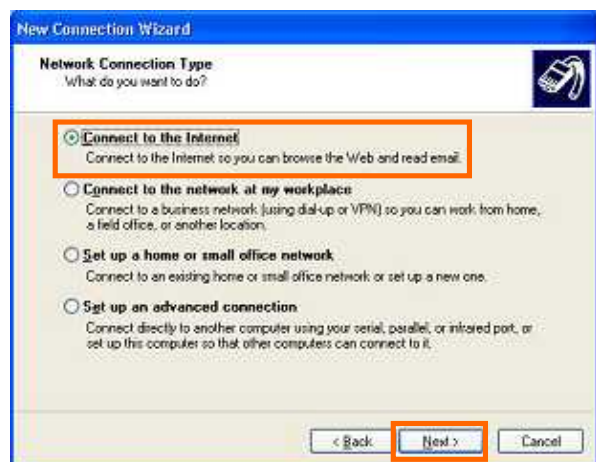 New Connection Wizard
Network Connection Type
What do you want to do?
Connect to the Internet
Connect to the Internet so you can browse the Web and read email.
Connect to the network at my workplace
Connect to a business network (using dial-up or VPN) so you can work from home,
a field office, or another location.
Set up a home or small office network
Connect to an existing home or small office network or set up a new one.
Set up an advanced connection
Connect directly to another computer using your serial, parallel, or infrared port, or
set up this computer so that other computers can connect to it.
< Back Next > Cancel